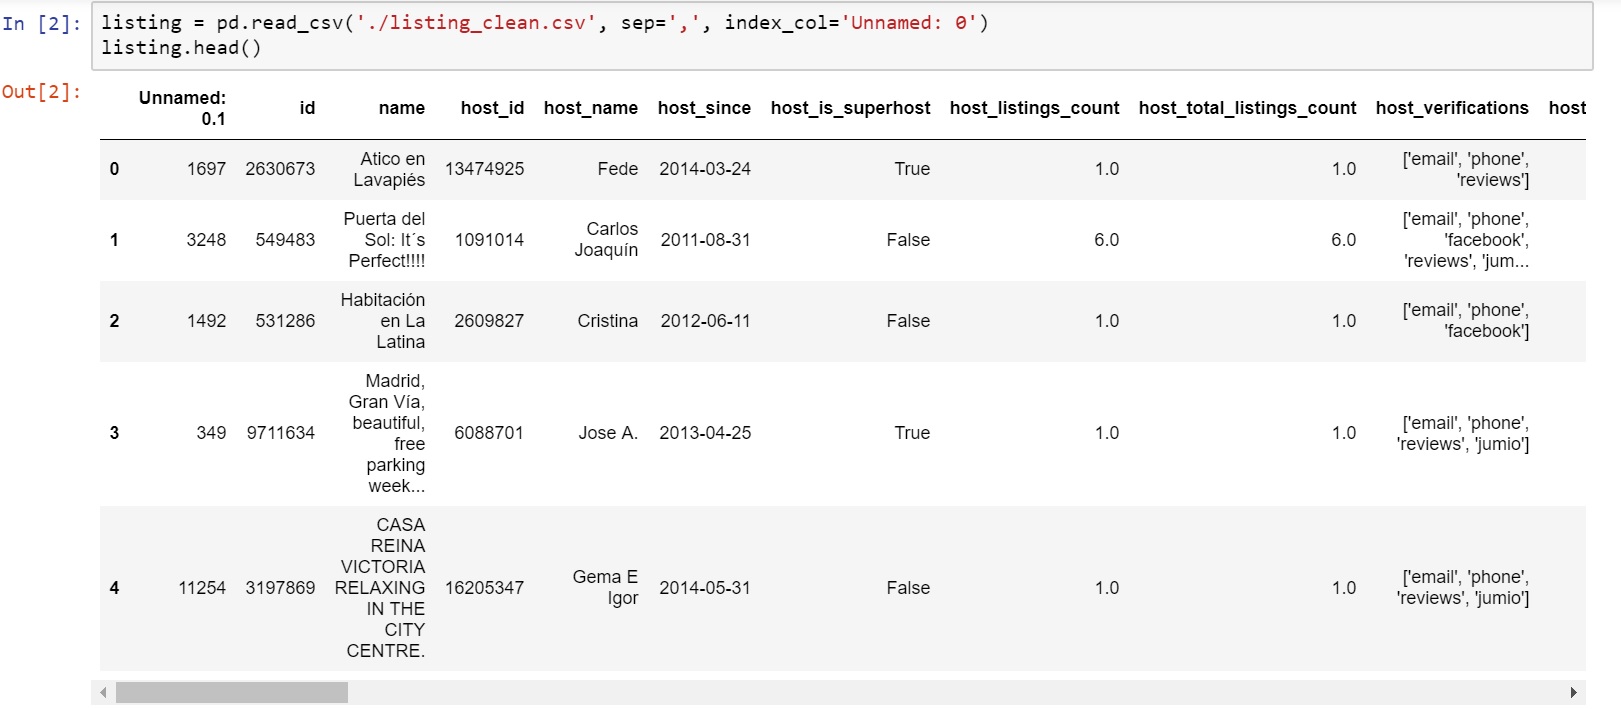 In [2]: listing = pd.read_csv('./listing_clean.csv', sep=',', index_col='Unnamed: 0')
listing.head()
Out[2]:
Unnamed: 0.1 id name host_id host_name host_since host_is_superhost host_listings_count host_total_listings_count host_verifications host
0 1697 2630673 Atico en Lavapiés 13474925 Fede 2014-03-24 True 1.0 1.0 ['email', 'phone', 'reviews']
1 3248 549483 Puerta del Sol: It´s Perfect!!!! 1091014 Carlos Joaquín 2011-08-31 False 6.0 6.0 ['email', 'phone', 'facebook', 'reviews', 'jum...
2 1492 531286 Habitación en La Latina 2609827 Cristina 2012-06-11 False 1.0 1.0 ['email', 'phone', 'facebook']
3 349 9711634 Madrid, Gran Vía, beautiful, free parking week... 6088701 Jose A. 2013-04-25 True 1.0 1.0 ['email', 'phone', 'reviews', 'jumio']
4 11254 3197869 CASA REINA VICTORIA RELAXING IN THE CITY CENTRE. 16205347 Gema E Igor 2014-05-31 False 1.0 1.0 ['email', 'phone', 'reviews', 'jumio']